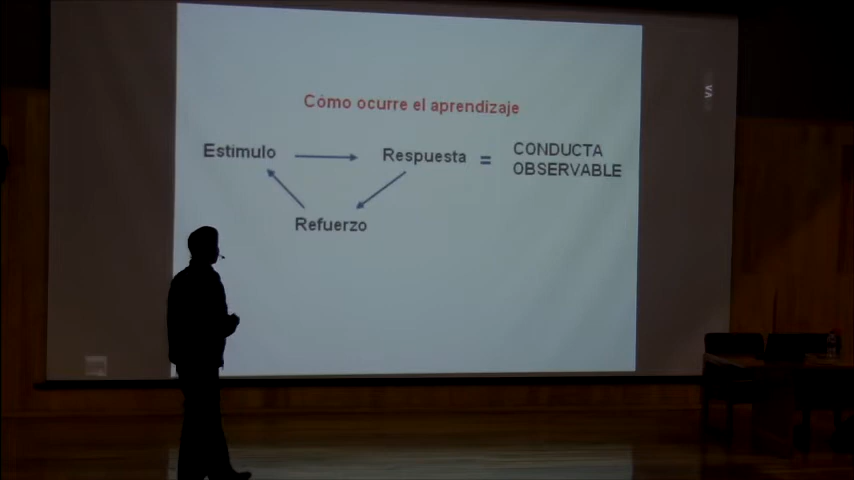 Cómo ocurre el aprendizaje
Estimulo
Respuesta
=
CONDUCTA
OBSERVABLE
Refuerzo